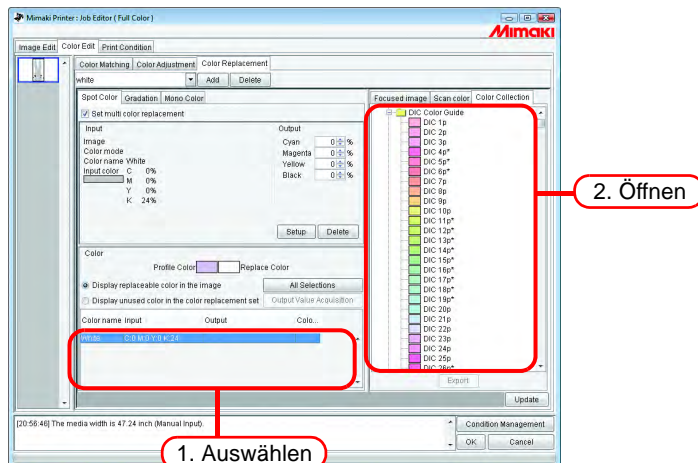 Mimaki Printer : Job Editor ( Full Color )
Mimaki
Image Edit Color Edit Print Condition
Color Matching Color Adjustment Color Replacement
white Add Delete
Spot Color Gradation Mono Color
Set multi color replacement
Input
Image
Color mode
Color name White
Input color C 0%
M 0%
Y 0%
K 24%
Output
Cyan 0 %
Magenta 0 %
Yellow 0 %
Black 0 %
Setup Delete
Color
Profile Color Replace Color
Display replaceable color in the image All Selections
Display unused color in the color replacement set Output Value Acquisition
Color name Input Output Colo...
White C:0 M:0 Y:0 K:24
1. Auswählen
Focused image Scan color Color Collection
DIC Color Guide
DIC 1p
DIC 2p
DIC 3p
DIC 4p*
DIC 5p*
DIC 6p*
DIC 7p
DIC 8p
DIC 9p
DIC 10p
DIC 11p*
DIC 12p*
DIC 13p*
DIC 14p*
DIC 15p*
DIC 16p*
DIC 17p*
DIC 18p*
DIC 19p*
DIC 20p
DIC 21p
DIC 22p
DIC 23p
DIC 24p
DIC 25p
DIC 26p*
2. Öffnen
Export
Update
[20:56:46] The media width is 47.24 inch (Manual Input).
Condition Management
OK Cancel